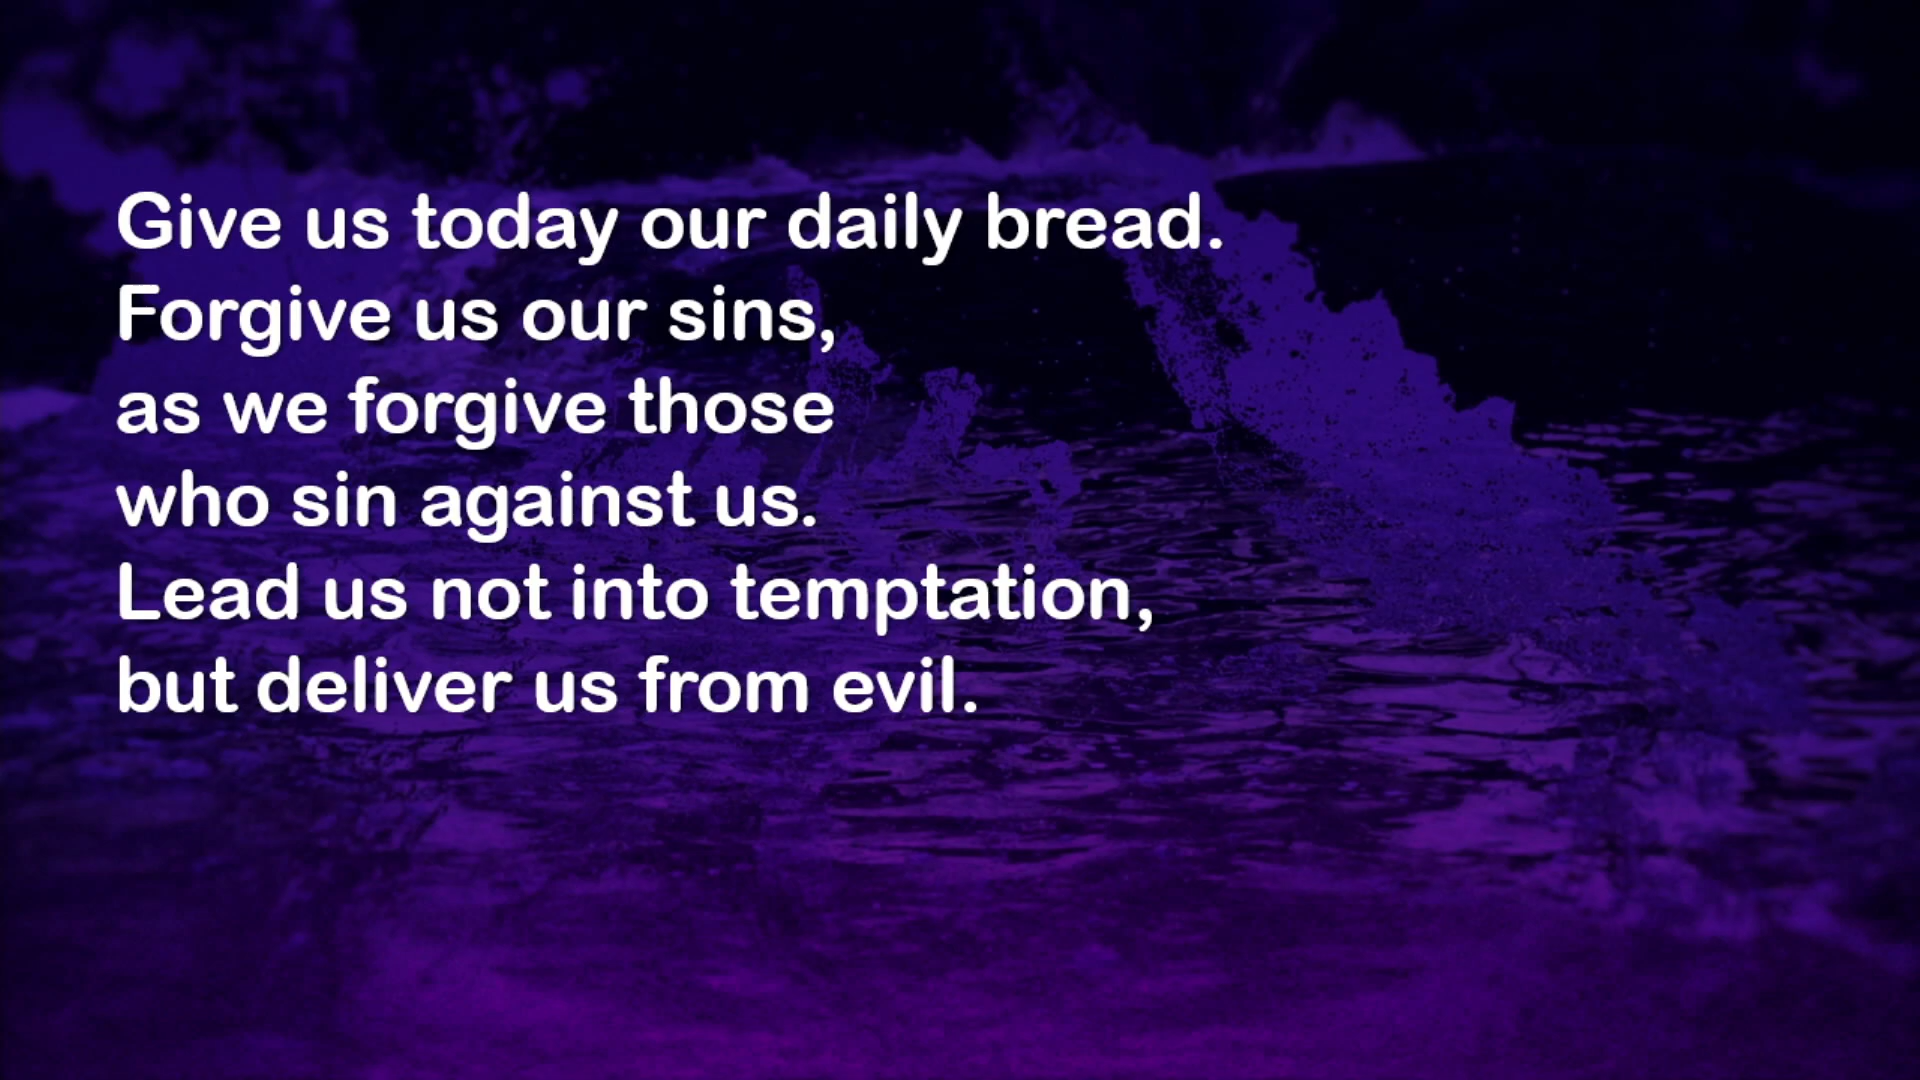 Give us today our daily bread.
Forgive us our sins,
as we forgive those
who sin against us.
Lead us not into temptation,
but deliver us from evil.